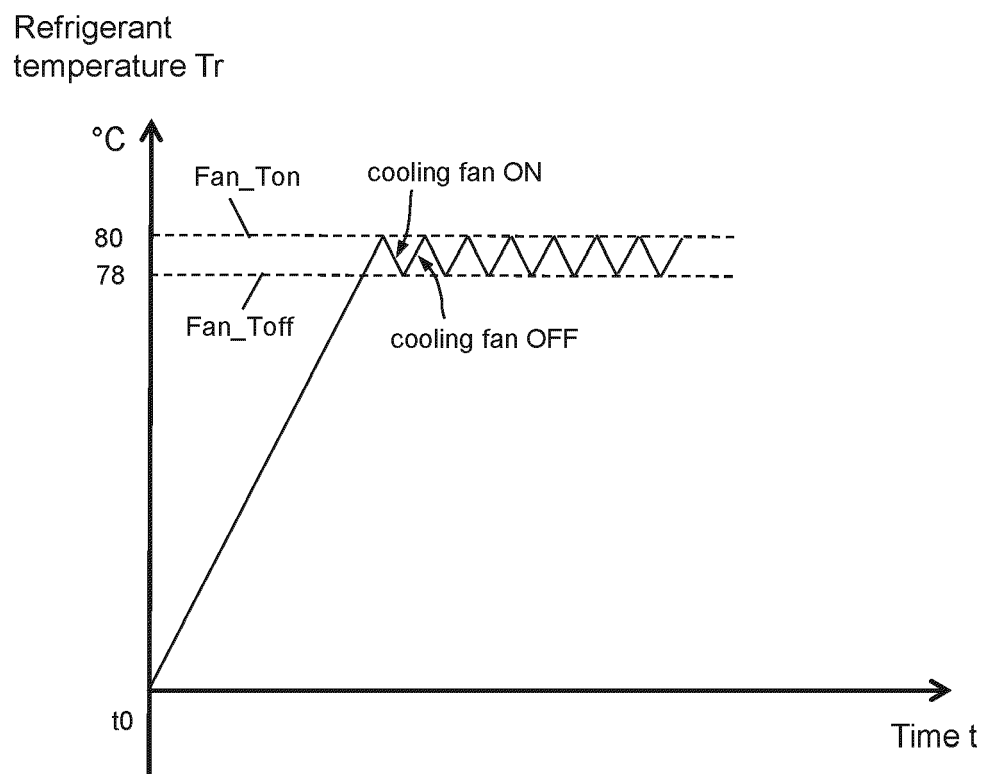 Refrigerant
temperature Tr
°C
Fan_Ton
cooling fan ON
80
78
Fan_Toff
cooling fan OFF
t0
Time t